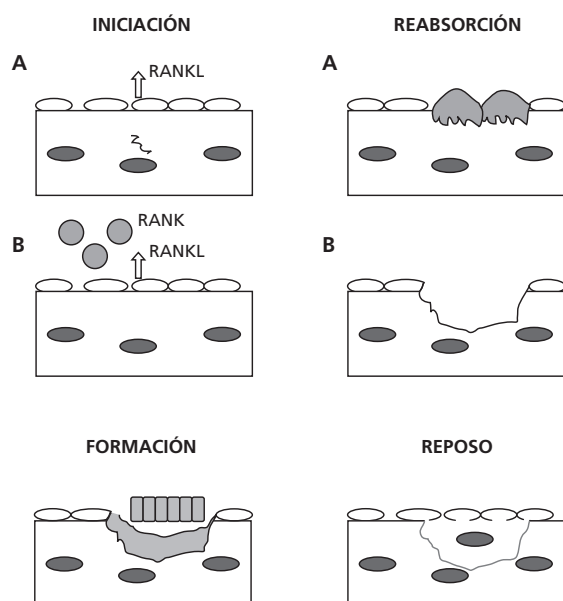 INICIACIÓN
A
RANKL
B
RANK
RANKL
REABSORCIÓN
A
B
FORMACIÓN
REPOSO